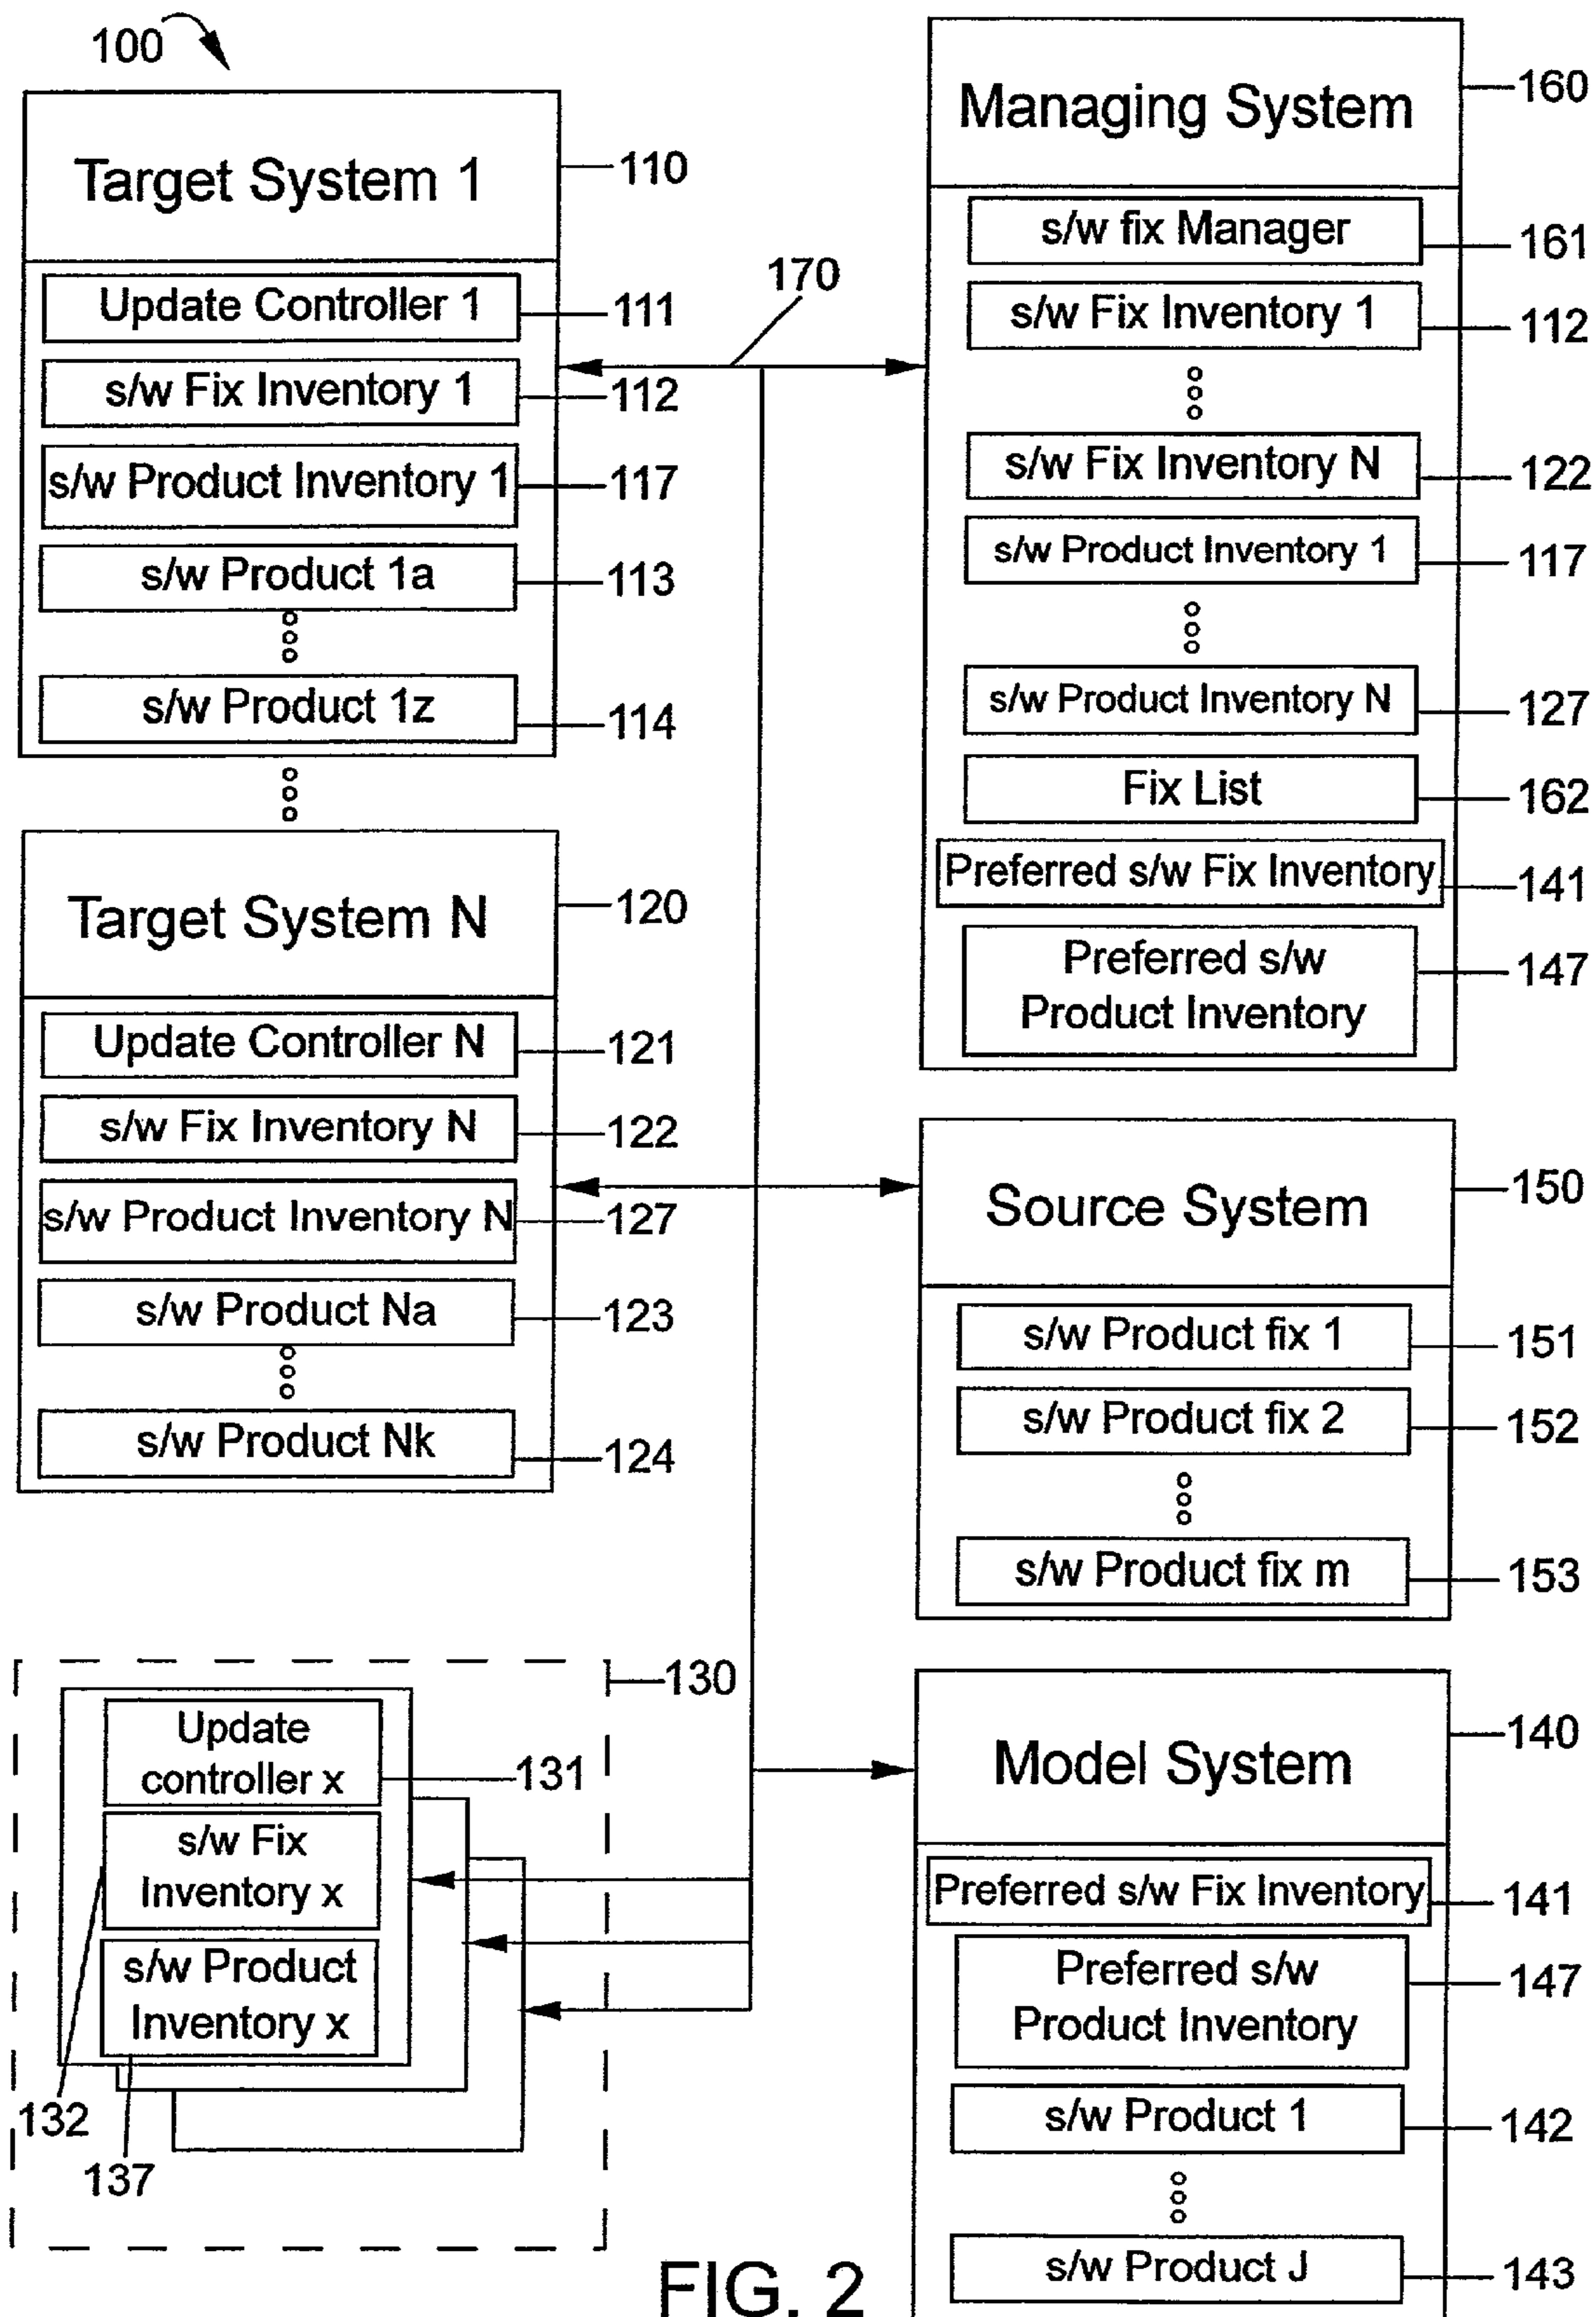 100
Target System 1
110
Update Controller 1
111
s/w Fix Inventory 1
112
s/w Product Inventory 1
117
s/w Product 1a
113
s/w Product 1z
114
Target System N
120
Update Controller N
121
s/w Fix Inventory N
122
s/w Product Inventory N
127
s/w Product Na
123
s/w Product Nk
124
130
Update
controller x
131
s/w Fix
Inventory x
s/w Product
Inventory x
132
137
170
Managing System
160
s/w fix Manager
161
s/w Fix Inventory 1
112
s/w Fix Inventory N
122
s/w Product Inventory 1
117
s/w Product Inventory N
127
Fix List
162
Preferred s/w Fix Inventory
141
Preferred s/w
Product Inventory
147
Source System
150
s/w Product fix 1
151
s/w Product fix 2
152
s/w Product fix m
153
Model System
140
Preferred s/w Fix Inventory
141
Preferred s/w
Product Inventory
147
s/w Product 1
142
s/w Product J
143
FIG. 2